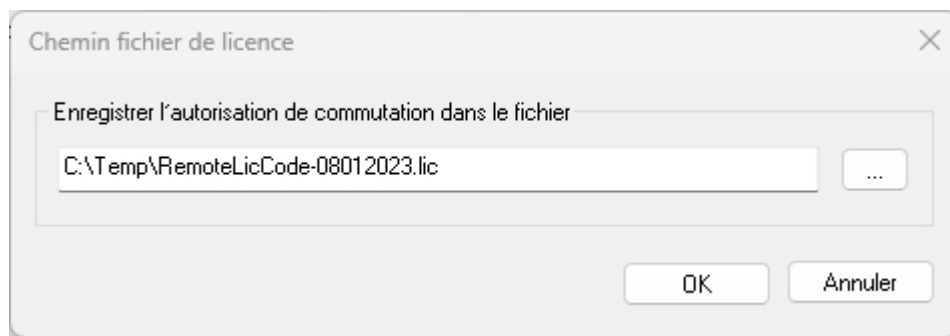 Chemin fichier de licence
Enregistrer l'autorisation de commutation dans le fichier
C:\Temp\RemoteLicCode-08012023.lic
...
OK
Annuler